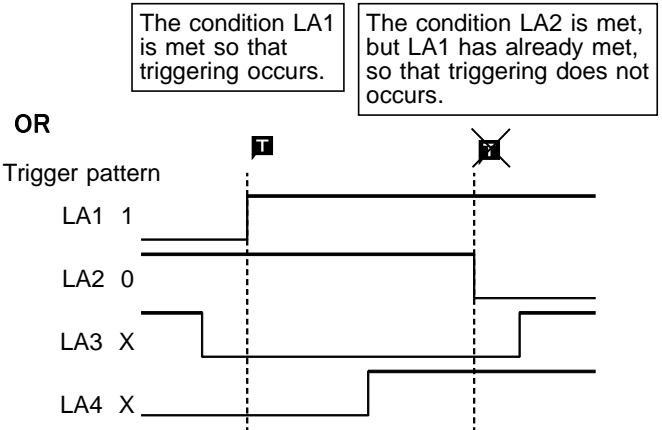 The condition LA1
is met so that
triggering occurs.
The condition LA2 is met,
but LA1 has already met,
so that triggering does not
occurs.
OR
T
T
Trigger pattern
LA1 1
LA2 0
LA3 X
LA4 X